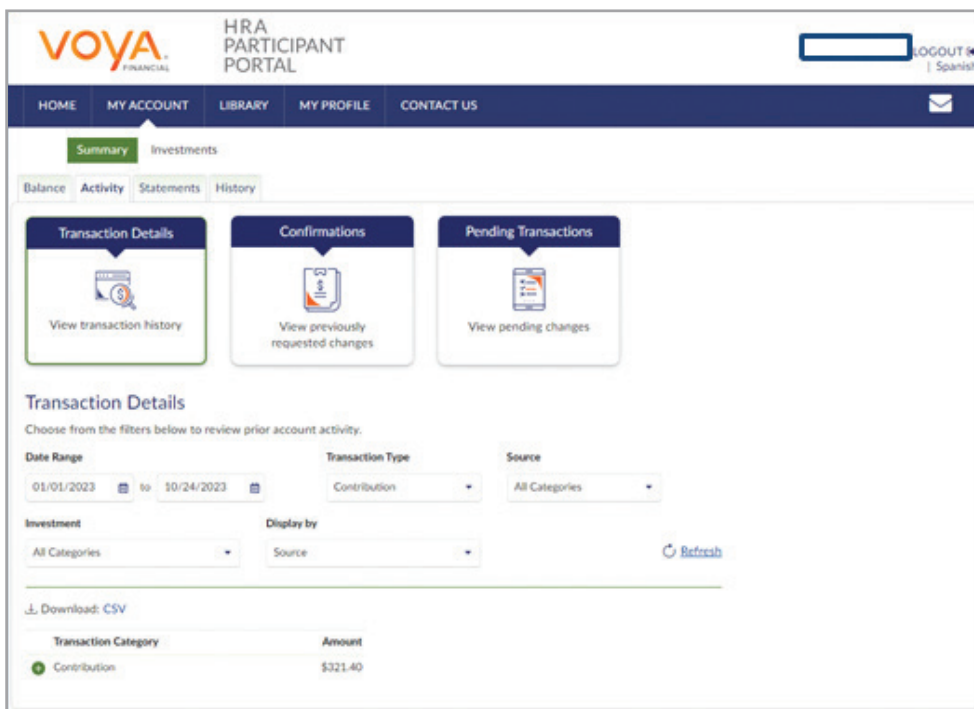 VOYA
FINANCIAL
HRA
PARTICIPANT
PORTAL
LOGOUT
| Spanish
HOME MY ACCOUNT LIBRARY MY PROFILE CONTACT US
Summary Investments
Balance Activity Statements History
Transaction Details Confirmations Pending Transactions
View transaction history View previously requested changes View pending changes
Transaction Details
Choose from the filters below to review prior account activity.
Date Range Transaction Type Source
01/01/2023 to 10/24/2023 Contribution All Categories
Investment Display by
All Categories Source Refresh
Download: CSV
Transaction Category Amount
Contribution $321.40